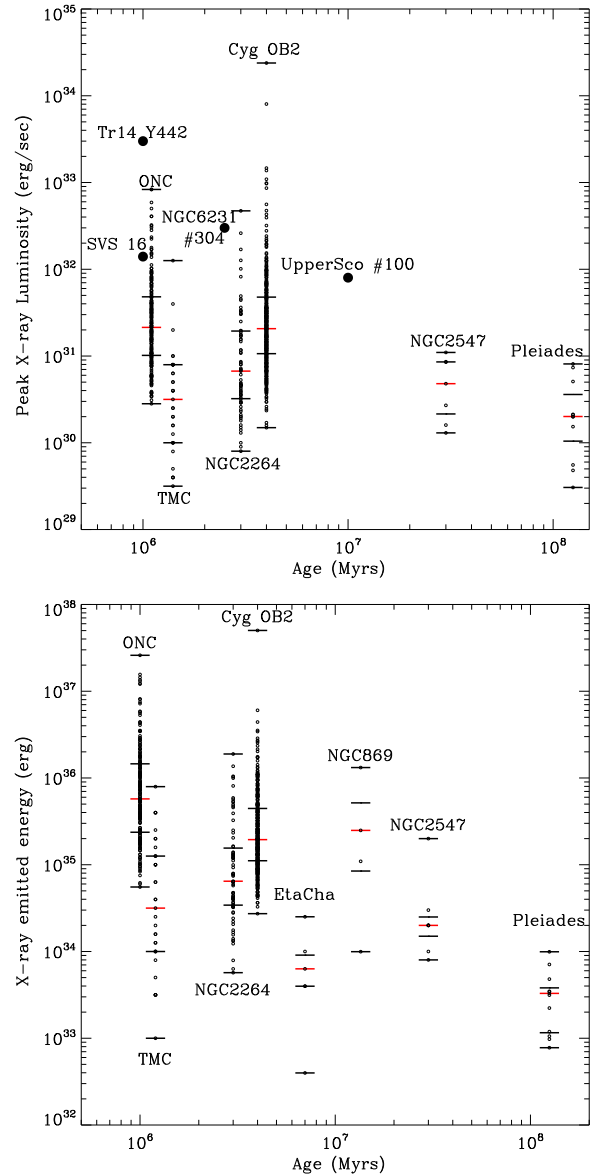 10^35
Cyg OB2
10^34
Tr14 Y442
10^33
ONC
NGC6231
#304
SVS 16
10^32
UpperSco #100
10^31
NGC2547
Pleiades
10^30
NGC2264
TMC
10^29
10^6
10^7
10^8
Age (Myrs)
Peak X-ray Luminosity (erg/sec)
10^38
Cyg OB2
ONC
10^37
NGC869
10^36
NGC2547
10^35
EtaCha
Pleiades
10^34
NGC2264
10^33
TMC
10^32
10^6
10^7
10^8
Age (Myrs)
X-ray emitted energy (erg)